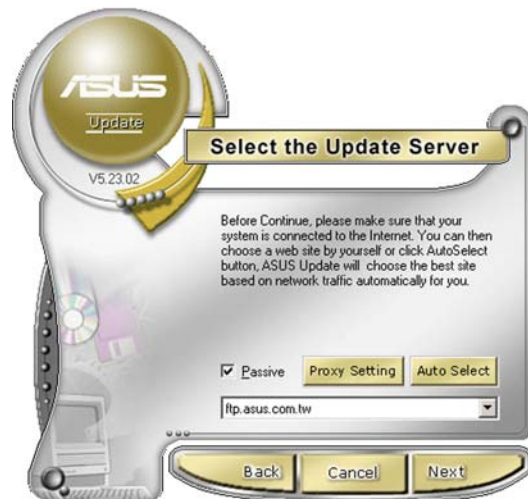 ASUS
Update
V5.23.02
Select the Update Server
Before Continue, please make sure that your
system is connected to the Internet. You can then
choose a web site by yourself or click AutoSelect
button, ASUS Update will choose the best site
based on network traffic automatically for you.
Passive
Proxy Setting
Auto Select
ftp.asus.com.tw
Back
Cancel
Next